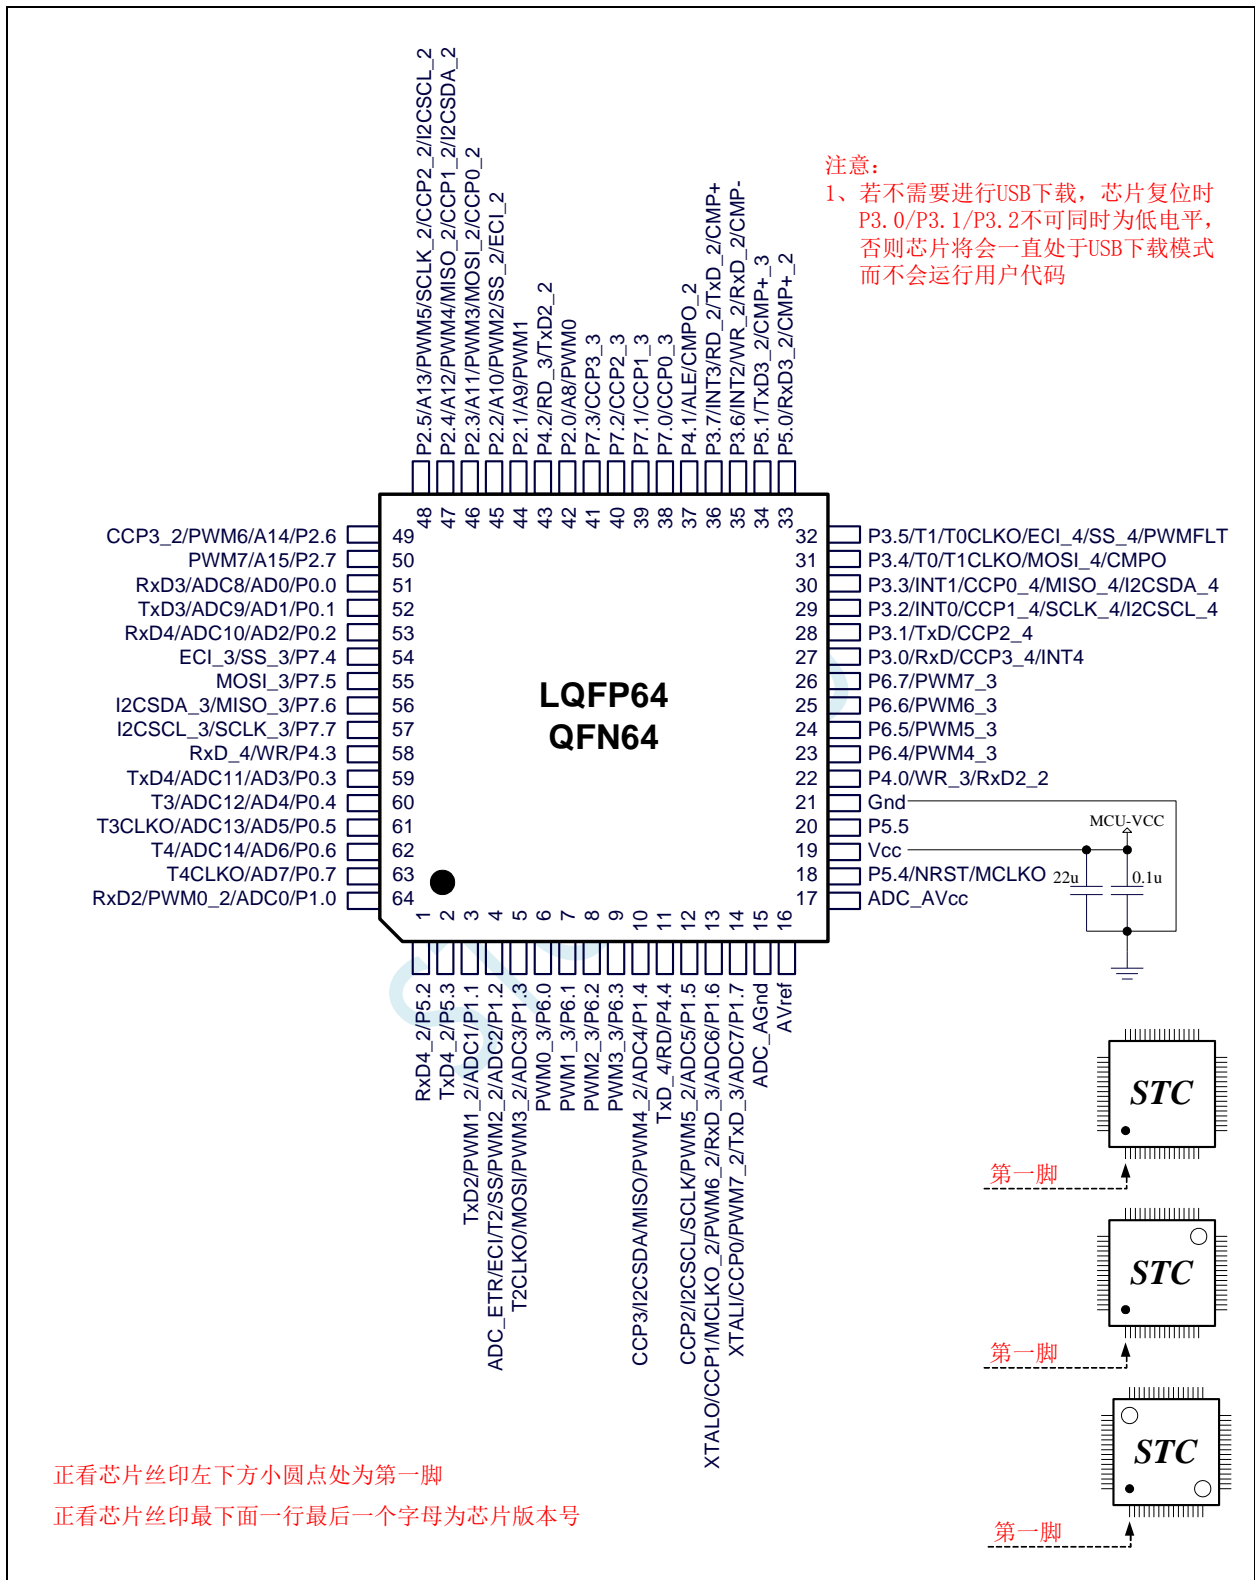 P2.5/A13/PWM5/SCLK_2/CCP2_2/I2CSCL_2
P2.4/A12/PWM4/MISO_2/CCP1_2/I2CSDA_2
P2.3/A11/PWM3/MOSI_2/CCP0_2
P2.2/A10/PWM2/SS_2/ECI_2
P2.1/A9/PWM1
P4.2/RD_3/TxD2_2
P2.0/A8/PWM0
P7.3/CCP3_3
P7.2/CCP2_3
P7.1/CCP1_3
P7.0/CCP0_3
P4.1/ALE/CMPO_2
P3.7/INT3/RD_2/TxD_2/CMP+
P3.6/INT2/WR_2/RxD_2/CMP-
P5.1/TxD3_2/CMP+_3
P5.0/RxD3_2/CMP+_2
注意：
1、若不需要进行USB下载，芯片复位时
P3.0/P3.1/P3.2不可同时为低电平，
否则芯片将会一直处于USB下载模式
而不会运行用户代码
48 47 46 45 44 43 42 41 40 39 38 37 36 35 34 33
CCP3_2/PWM6/A14/P2.6 49
PWM7/A15/P2.7 50
RxD3/ADC8/AD0/P0.0 51
TxD3/ADC9/AD1/P0.1 52
RxD4/ADC10/AD2/P0.2 53
ECI_3/SS_3/P7.4 54
MOSI_3/P7.5 55
I2CSDA_3/MISO_3/P7.6 56
I2CSCL_3/SCLK_3/P7.7 57
RxD_4/WR/P4.3 58
TxD4/ADC11/AD3/P0.3 59
T3/ADC12/AD4/P0.4 60
T3CLKO/ADC13/AD5/P0.5 61
T4/ADC14/AD6/P0.6 62
T4CLKO/AD7/P0.7 63
RxD2/PWM0_2/ADC0/P1.0 64
LQFP64
QFN64
32 P3.5/T1/T0CLKO/ECI_4/SS_4/PWMFLT
31 P3.4/T0/T1CLKO/MOSI_4/CMPO
30 P3.3/INT1/CCP0_4/MISO_4/I2CSDA_4
29 P3.2/INT0/CCP1_4/SCLK_4/I2CSCL_4
28 P3.1/TxD/CCP2_4
27 P3.0/RxD/CCP3_4/INT4
26 P6.7/PWM7_3
25 P6.6/PWM6_3
24 P6.5/PWM5_3
23 P6.4/PWM4_3
22 P4.0/WR_3/RxD2_2
21 Gnd
20 P5.5
19 Vcc
18 P5.4/NRST/MCLKO
17 ADC_AVcc
MCU-VCC
22u
0.1u
1 2 3 4 5 6 7 8 9 10 11 12 13 14 15 16
RxD4_2/P5.2
TxD4_2/P5.3
TxD2/PWM1_2/ADC1/P1.1
ADC_ETR/ECI/T2/SS/PWM2_2/ADC2/P1.2
T2CLKO/MOSI/PWM3_2/ADC3/P1.3
PWM0_3/P6.0
PWM1_3/P6.1
PWM2_3/P6.2
PWM3_3/P6.3
CCP3/I2CSDA/MISO/PWM4_2/ADC4/P1.4
TxD_4/RD/P4.4
CCP2/I2CSCL/SCLK/PWM5_2/ADC5/P1.5
XTALO/CCP1/MCLKO_2/PWM6_2/RxD_3/ADC6/P1.6
XTALI/CCP0/PWM7_2/TxD_3/ADC7/P1.7
ADC_AGnd
AVref
STC
第一脚
STC
第一脚
STC
第一脚
正看芯片丝印左下方小圆点处为第一脚
正看芯片丝印最下面一行最后一个字母为芯片版本号